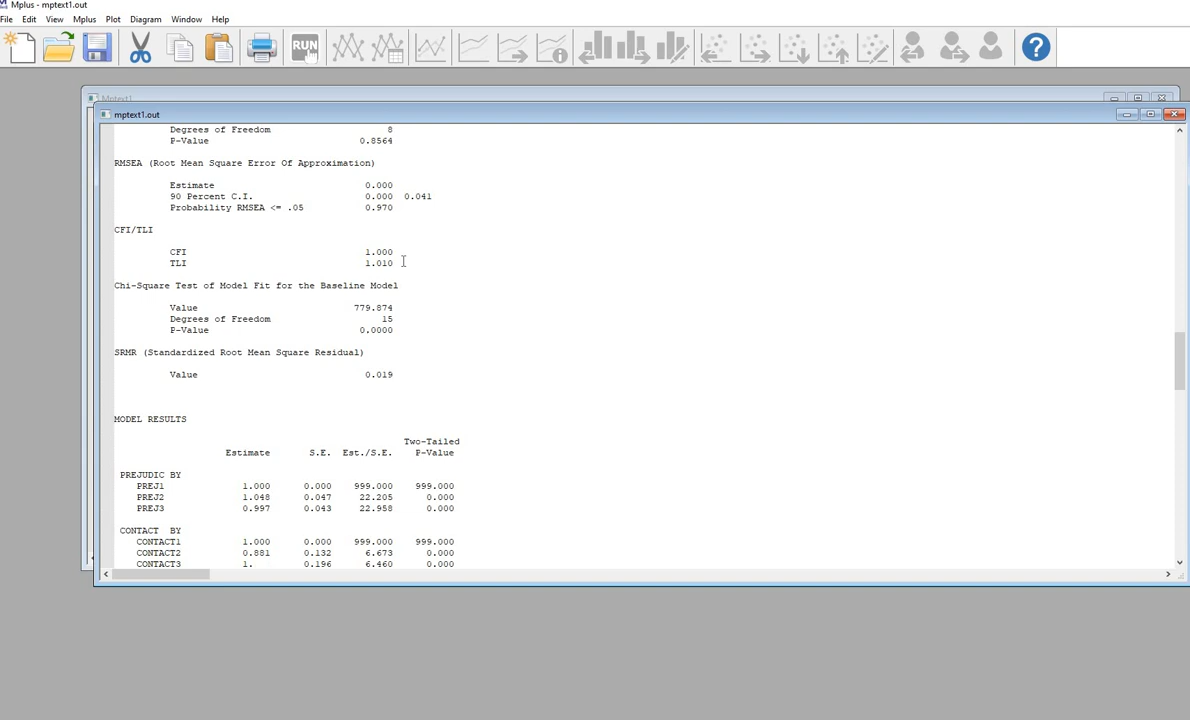 Mplus - mptext1.out
File Edit View Mplus Plot Diagram Window Help
RUN
Mptext1
mptext1.out
Degrees of Freedom 8
P-Value 0.8564
RMSEA (Root Mean Square Error Of Approximation)
Estimate 0.000
90 Percent C.I. 0.000 0.041
Probability RMSEA <= .05 0.970
CFI/TLI
CFI 1.000
TLI 1.010
Chi-Square Test of Model Fit for the Baseline Model
Value 779.874
Degrees of Freedom 15
P-Value 0.0000
SRMR (Standardized Root Mean Square Residual)
Value 0.019
MODEL RESULTS
Two-Tailed
Estimate S.E. Est./S.E. P-Value
PREJUDIC BY
PREJ1 1.000 0.000 999.000 999.000
PREJ2 1.048 0.047 22.205 0.000
PREJ3 0.997 0.043 22.958 0.000
CONTACT BY
CONTACT1 1.000 0.000 999.000 999.000
CONTACT2 0.881 0.132 6.673 0.000
CONTACT3 1. 0.196 6.460 0.000